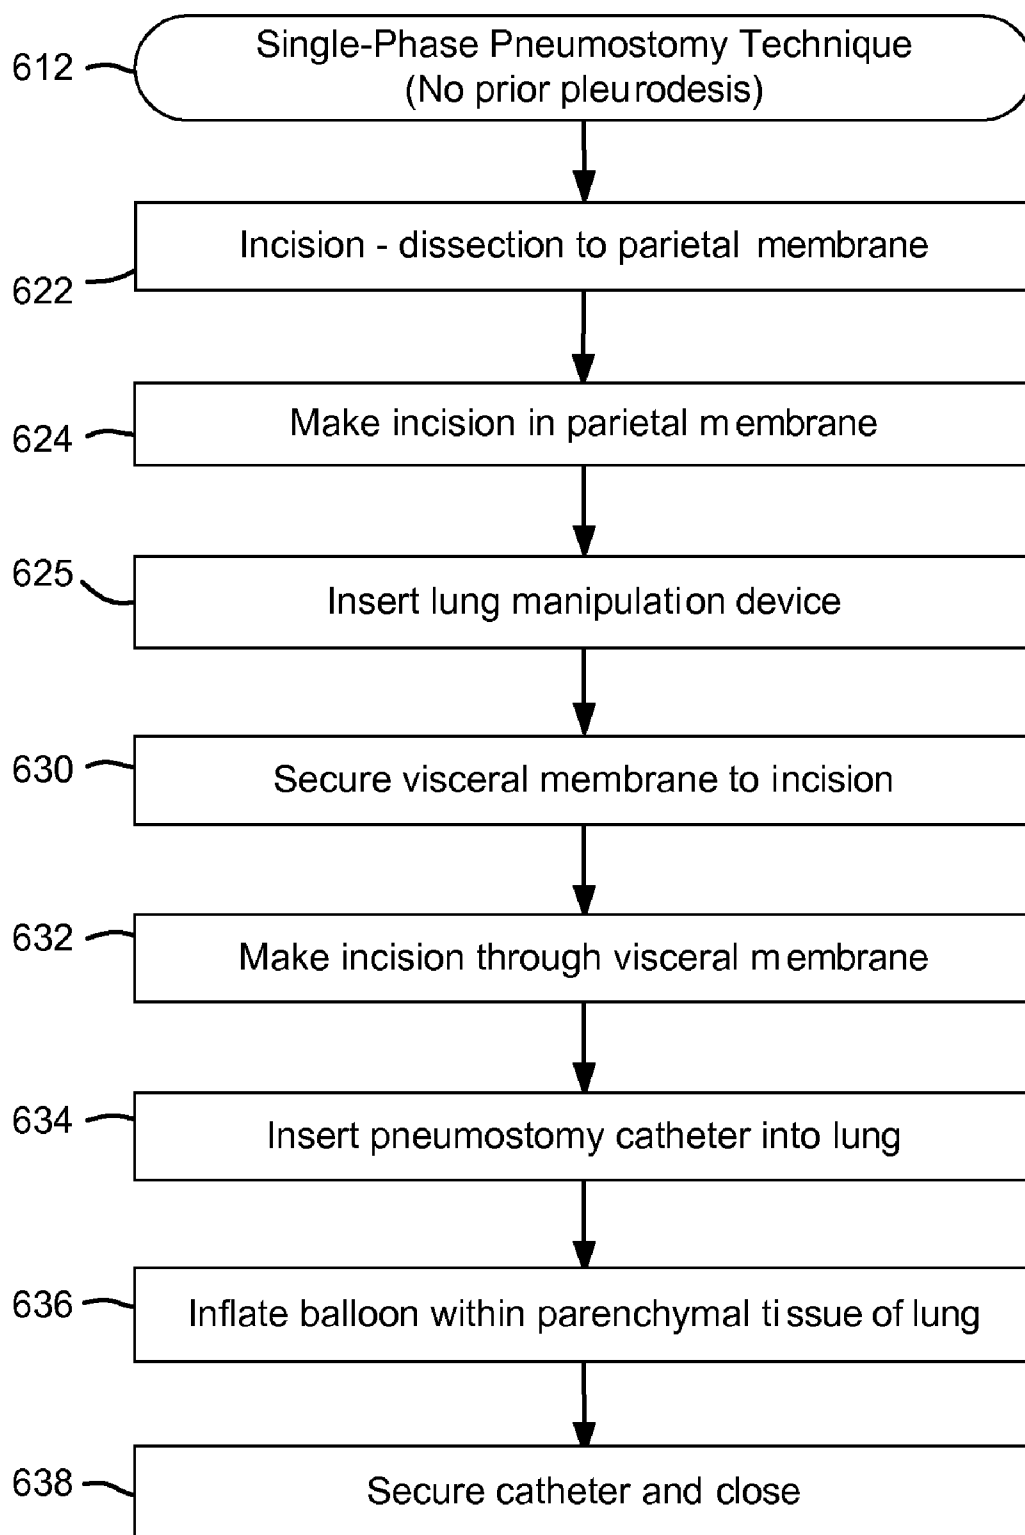 612
Single-Phase Pneumostomy Technique
(No prior pleurodesis)
Incision - dissection to parietal membrane
622
Make incision in parietal membrane
624
625
Insert lung manipulation device
630
Secure visceral membrane to incision
632
Make incision through visceral membrane
634
Insert pneumostomy catheter into lung
636
Inflate balloon within parenchymal tissue of lung
638
Secure catheter and close